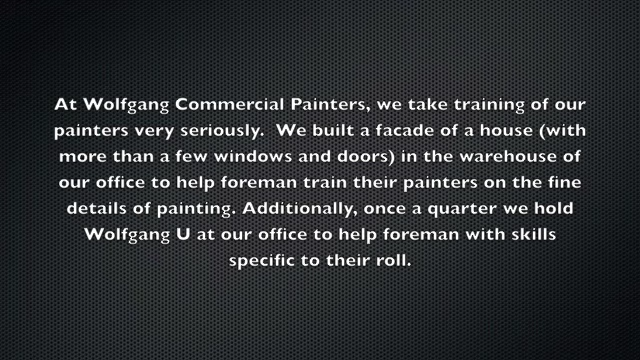 At Wolfgang Commercial Painters, we take training of our
painters very seriously.  We built a facade of a house (with
more than a few windows and doors) in the warehouse of
our office to help foreman train their painters on the fine
details of painting. Additionally, once a quarter we hold
Wolfgang U at our office to help foreman with skills
specific to their roll.